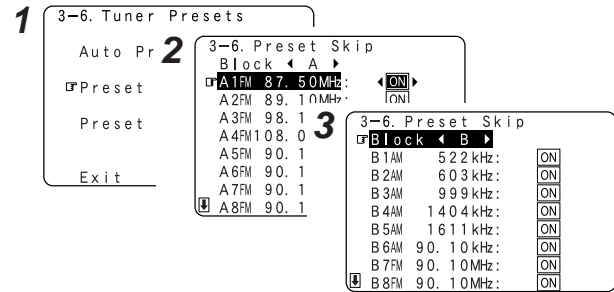 1
3-6. Tuner Presets
Auto Pr
☞Preset
Preset
Exit
2
3-6. Preset Skip
Block ◀ A ▶
☞A1FM 87. 50MHz: ◀ ON ▶
A2FM 89. 10MHz: ON
A3FM 98. 1
A4FM108. 0
A5FM 90. 1
A6FM 90. 1
A7FM 90. 1
A8FM 90. 1
3
3-6. Preset Skip
☞Block ◀ B ▶
B1AM 522kHz: ON
B2AM 603kHz: ON
B3AM 999kHz: ON
B4AM 1404kHz: ON
B5AM 1611kHz: ON
B6AM 90. 10kHz: ON
B7FM 90. 10MHz: ON
B8FM 90. 10MHz: ON